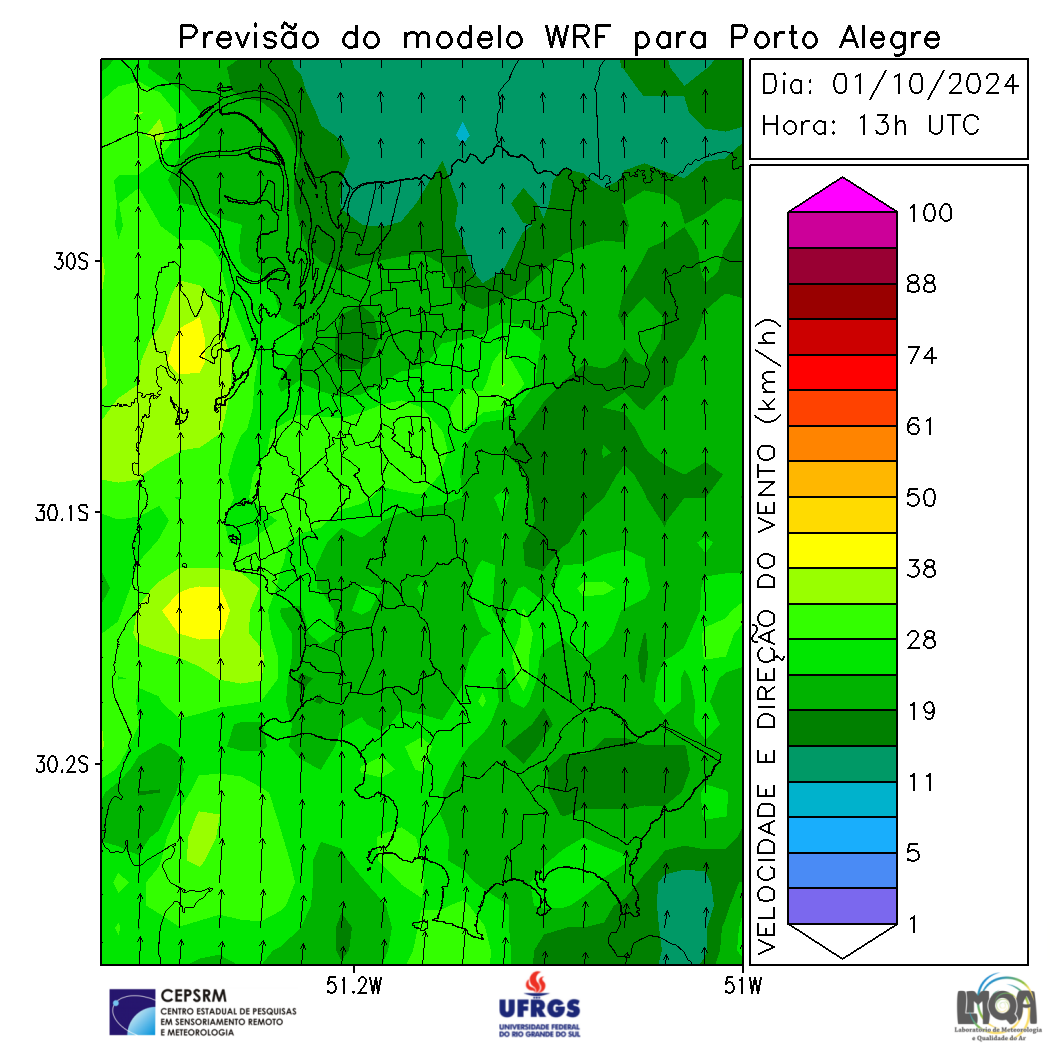 Previsão do modelo WRF para Porto Alegre
Dia: 01/10/2024
Hora: 13h UTC
30S
30.1S
30.2S
51.2W
51W
VELOCIDADE E DIREÇÃO DO VENTO (km/h)
100
88
74
61
50
38
28
19
11
5
1
CEPSRM
CENTRO ESTADUAL DE PESQUISAS
EM SENSORIAMENTO REMOTO
E METEOROLOGIA
UFRGS
UNIVERSIDADE FEDERAL
DO RIO GRANDE DO SUL
LMQA
Laboratório de Meteorologia
e Qualidade do Ar